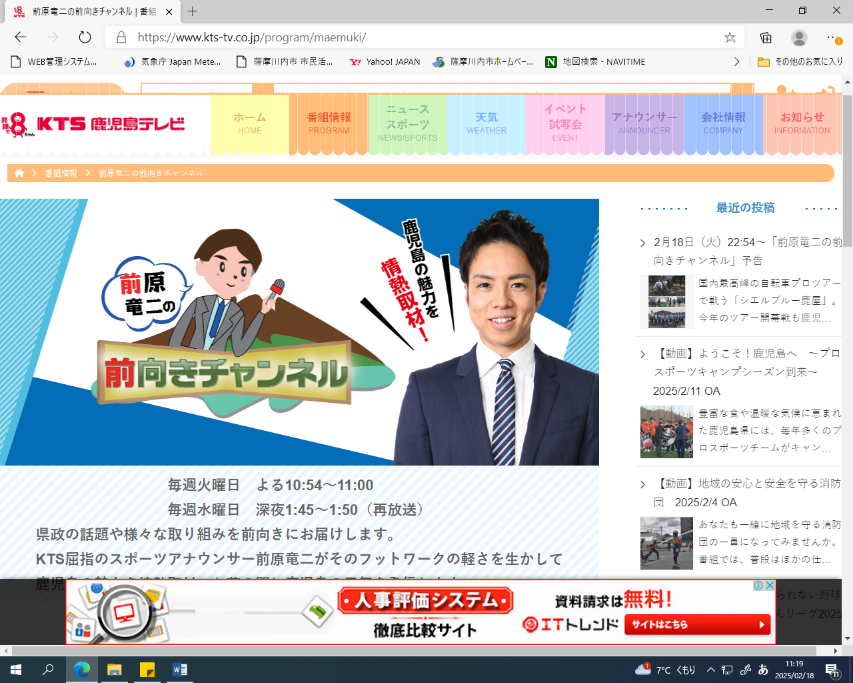 前原竜二の前向きチャンネル | 番組
https://www.kts-tv.co.jp/program/maemuki/
WEB管理システム...
気象庁 Japan Mete...
薩摩川内市 市民活...
Yahoo! JAPAN
薩摩川内市ホームペー...
地図検索 - NAVITIME
その他のお気に入り
KTS 鹿児島テレビ
ホーム
HOME
番組情報
PROGRAM
ニュース
スポーツ
NEWS/SPORTS
天気
WEATHER
イベント
試写会
EVENT
アナウンサー
ANNOUNCER
会社情報
COMPANY
お知らせ
INFORMATION
番組情報
前原竜二の前向きチャンネル
前原
竜二の
前向きチャンネル
鹿児島の魅力を
情熱取材!
毎週火曜日 よる10:54~11:00
毎週水曜日 深夜1:45~1:50(再放送)
県政の話題や様々な取り組みを前向きにお届けします。
KTS屈指のスポーツアナウンサー前原竜二がそのフットワークの軽さを生かして
最近の投稿
2月18日(火)22:54~「前原竜二の前
向きチャンネル」予告
国内最高峰の自転車プロツアー
で戦う「シエルブルー鹿屋」。
今年のツアー開幕戦も鹿児...
【動画】ようこそ!鹿児島へ ~プロ
スポーツキャンプシーズン到来~
2025/2/11 OA
豊富な食や温暖な気候に恵まれ
た鹿児島県には、毎年多くのプ
ロスポーツチームがキャン...
【動画】地域の安心と安全を守る消防
団 2025/2/4 OA
あなたも一緒に地域を守る消防
団の一員になってみませんか。
番組では、普段はほかの仕...
られない野球
んリーグ2025
人事評価システム
徹底比較サイト
資料請求は無料!
ITトレンド
サイトはこちら
7°C くもり
あ
11:19
2025/02/18